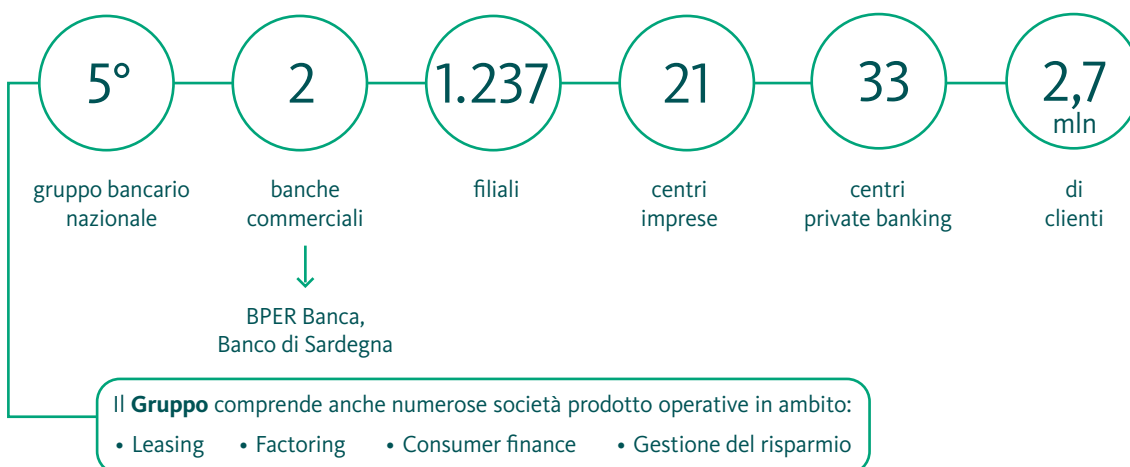 5°
gruppo bancario
nazionale
2
banche
commerciali
BPER Banca,
Banco di Sardegna
1.237
filiali
21
centri
imprese
33
centri
private banking
2,7
mln
di
clienti
Il Gruppo comprende anche numerose società prodotto operative in ambito:
• Leasing • Factoring • Consumer finance • Gestione del risparmio